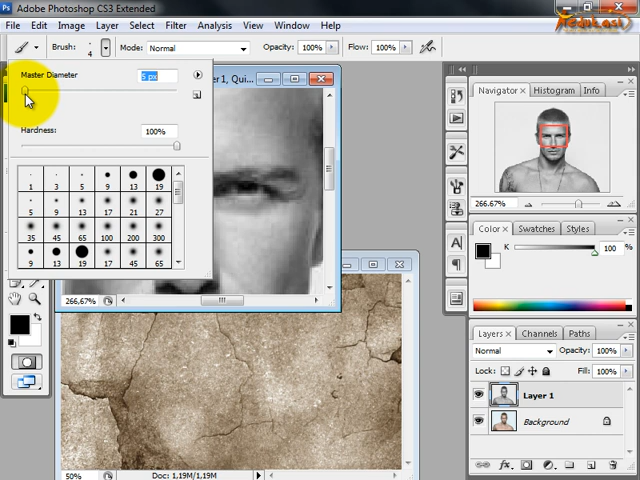 Adobe Photoshop CS3 Extended
edukasi
File Edit Image Layer Select Filter Analysis View Window Help
Brush: 4 Mode: Normal Opacity: 100% Flow: 100%
Master Diameter 5 px
Hardness: 100%
1 3 5 9 13 19
5 9 13 17 21 27
35 45 65 100 200 300
9 13 19 17 45 65
er 1, Qui...
266,67%
50% Doc: 1,19M/1,19M
Navigator × Histogram Info
266.67%
Color × Swatches Styles
K 100 %
Layers × Channels Paths
Normal Opacity: 100%
Lock: Fill: 100%
Layer 1
Background